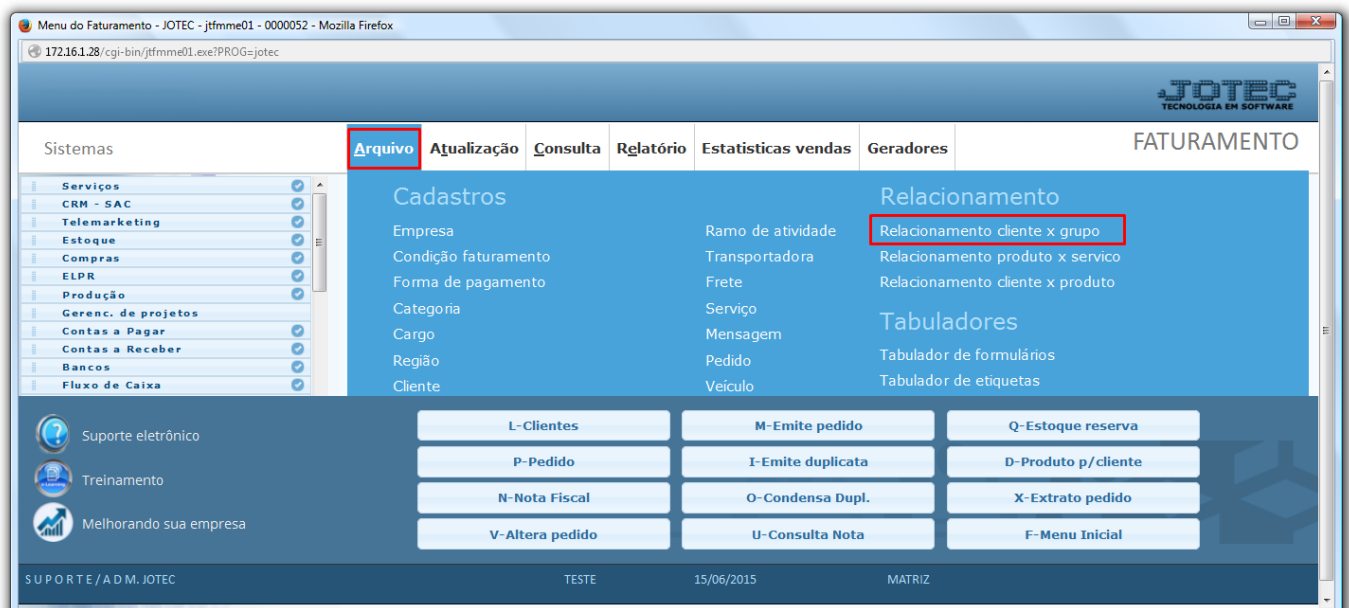 Menu do Faturamento - JOTEC - jtfmme01 - 0000052 - Mozilla Firefox
172.16.1.28/cgi-bin/jtfmme01.exe?PROG=jotec
JOTEC
TECNOLOGIA EM SOFTWARE
Sistemas
Arquivo Atualização Consulta Relatório Estatisticas vendas Geradores
FATURAMENTO
Serviços
CRM - SAC
Telemarketing
Estoque
Compras
ELPR
Produção
Gerenc. de projetos
Contas a Pagar
Contas a Receber
Bancos
Fluxo de Caixa
Cadastros
Empresa
Condição faturamento
Forma de pagamento
Categoria
Cargo
Região
Cliente
Ramo de atividade
Transportadora
Frete
Serviço
Mensagem
Pedido
Veículo
Relacionamento
Relacionamento cliente x grupo
Relacionamento produto x servico
Relacionamento cliente x produto
Tabuladores
Tabulador de formulários
Tabulador de etiquetas
Suporte eletrônico
Treinamento
Melhorando sua empresa
L-Clientes M-Emite pedido Q-Estoque reserva
P-Pedido I-Emite duplicata D-Produto p/cliente
N-Nota Fiscal O-Condensa Dupl. X-Extrato pedido
V-Altera pedido U-Consulta Nota F-Menu Inicial
SUPORTE/ADM.JOTEC TESTE 15/06/2015 MATRIZ